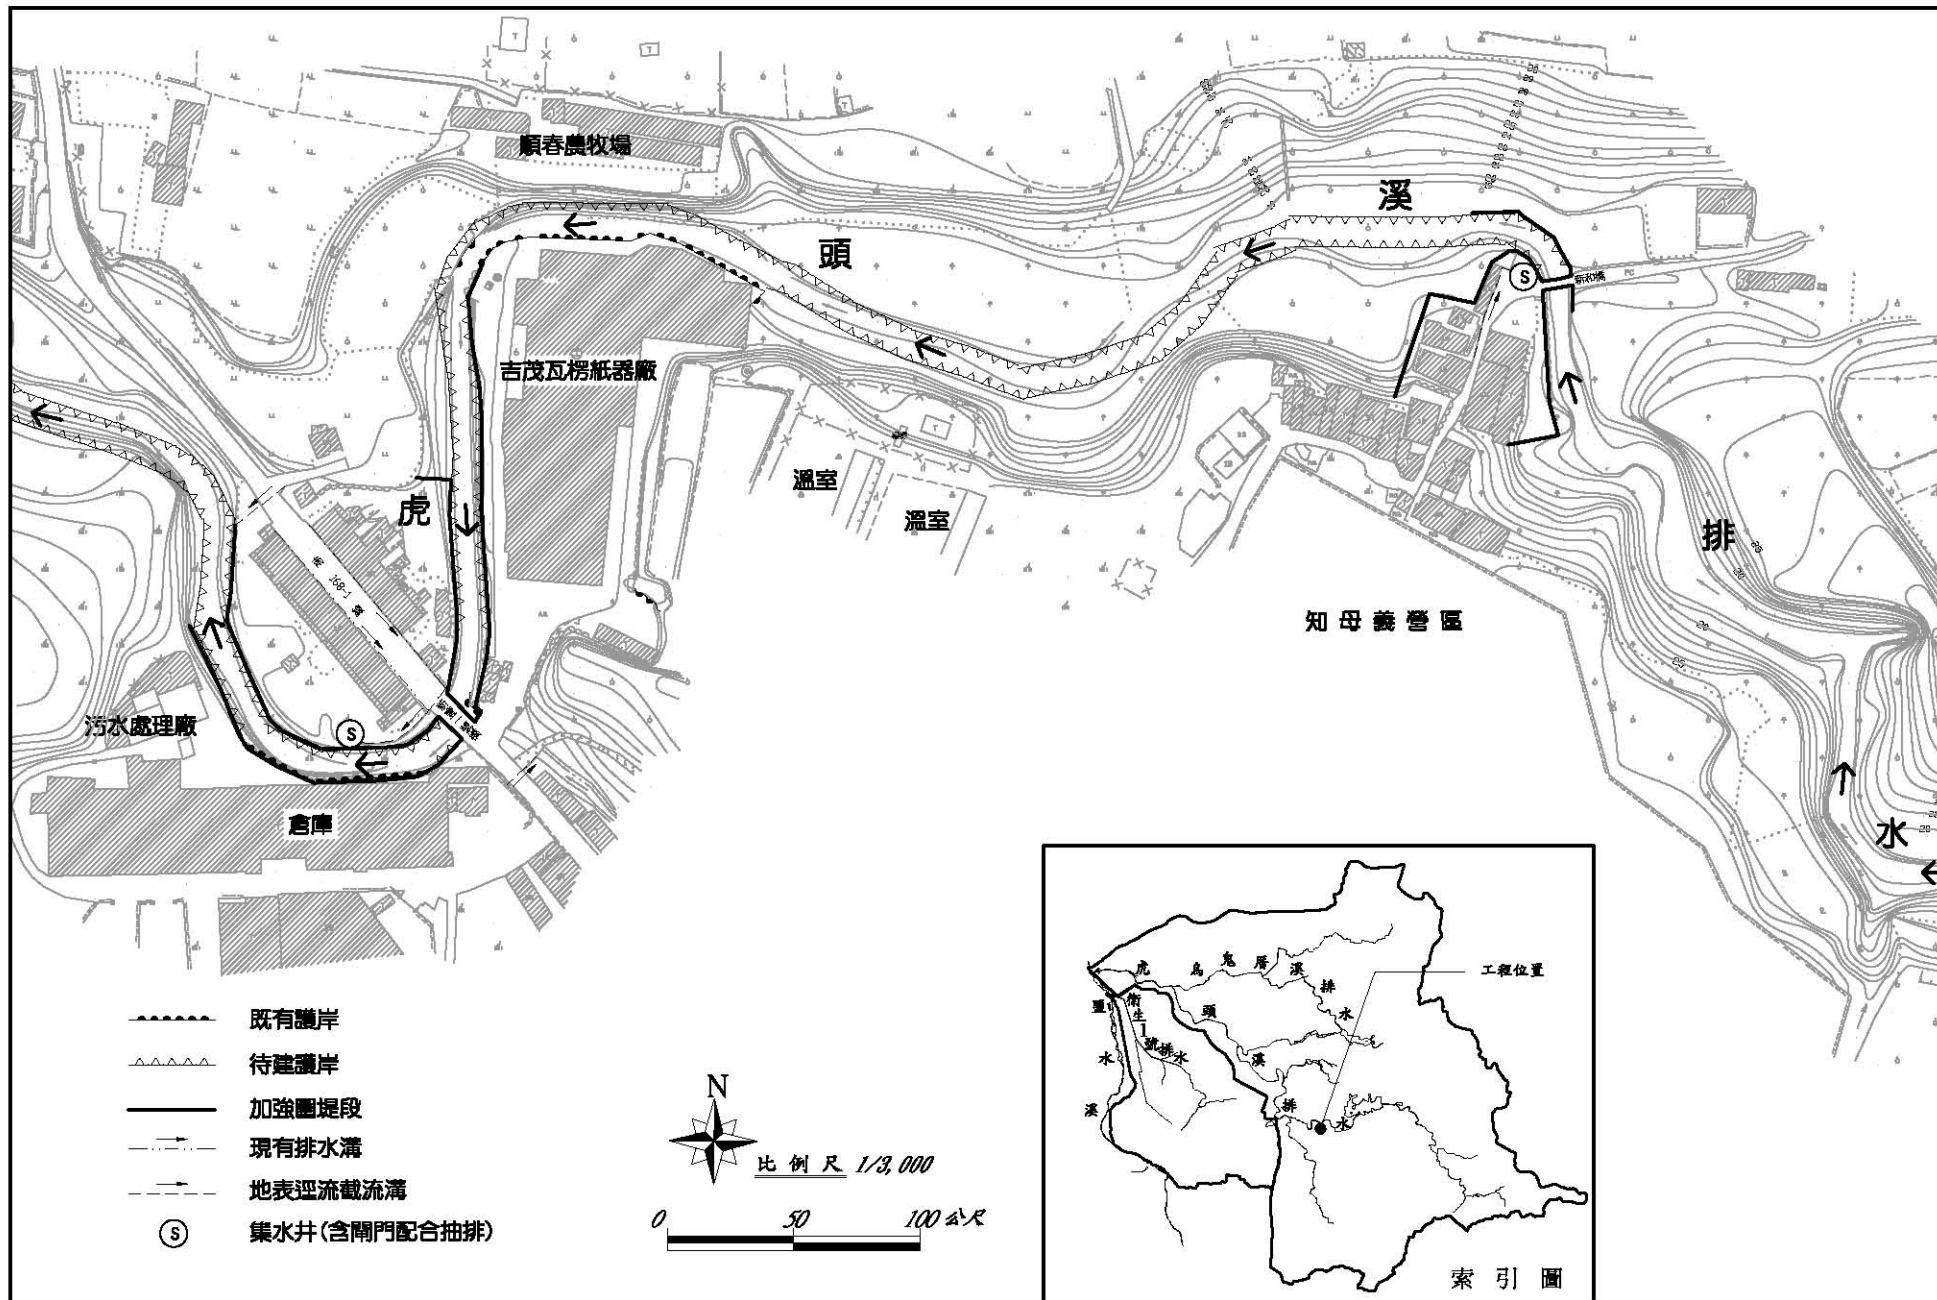 順春農牧場
溪
頭
新和橋
吉茂瓦楞紙器廠
虎
溫室
溫室
排
168-1
知母義營區
污水處理廠
水
倉庫
既有護岸
待建護岸
加強圍堤段
現有排水溝
地表逕流截流溝
S 集水井(含閘門配合抽排)
N
比例尺 1/3,000
0 50 100公尺
虎頭溪排水
烏鬼厝溪排水
鹽水溪
衛生1號排水
工程位置
索引圖